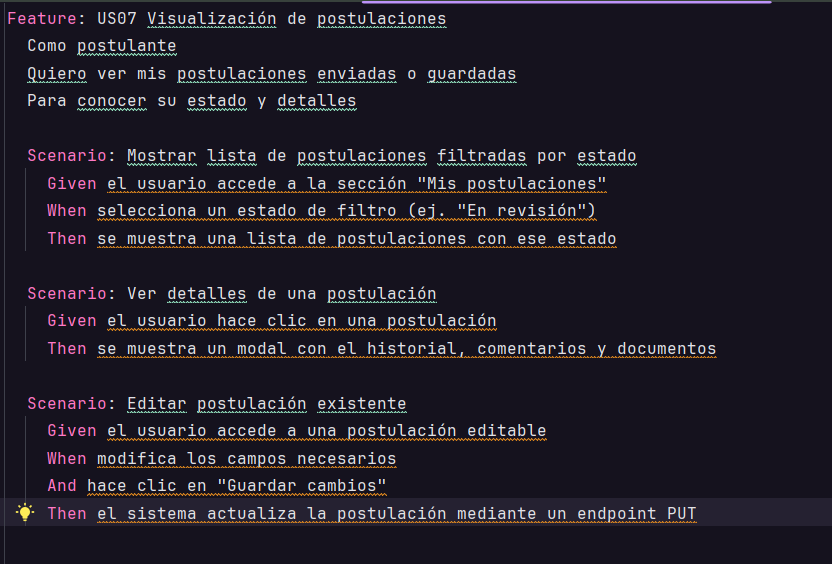 Feature: US07 Visualización de postulaciones
Como postulante
Quiero ver mis postulaciones enviadas o guardadas
Para conocer su estado y detalles
Scenario: Mostrar lista de postulaciones filtradas por estado
Given el usuario accede a la sección "Mis postulaciones"
When selecciona un estado de filtro (ej. "En revisión")
Then se muestra una lista de postulaciones con ese estado
Scenario: Ver detalles de una postulación
Given el usuario hace clic en una postulación
Then se muestra un modal con el historial, comentarios y documentos
Scenario: Editar postulación existente
Given el usuario accede a una postulación editable
When modifica los campos necesarios
And hace clic en "Guardar cambios"
Then el sistema actualiza la postulación mediante un endpoint PUT